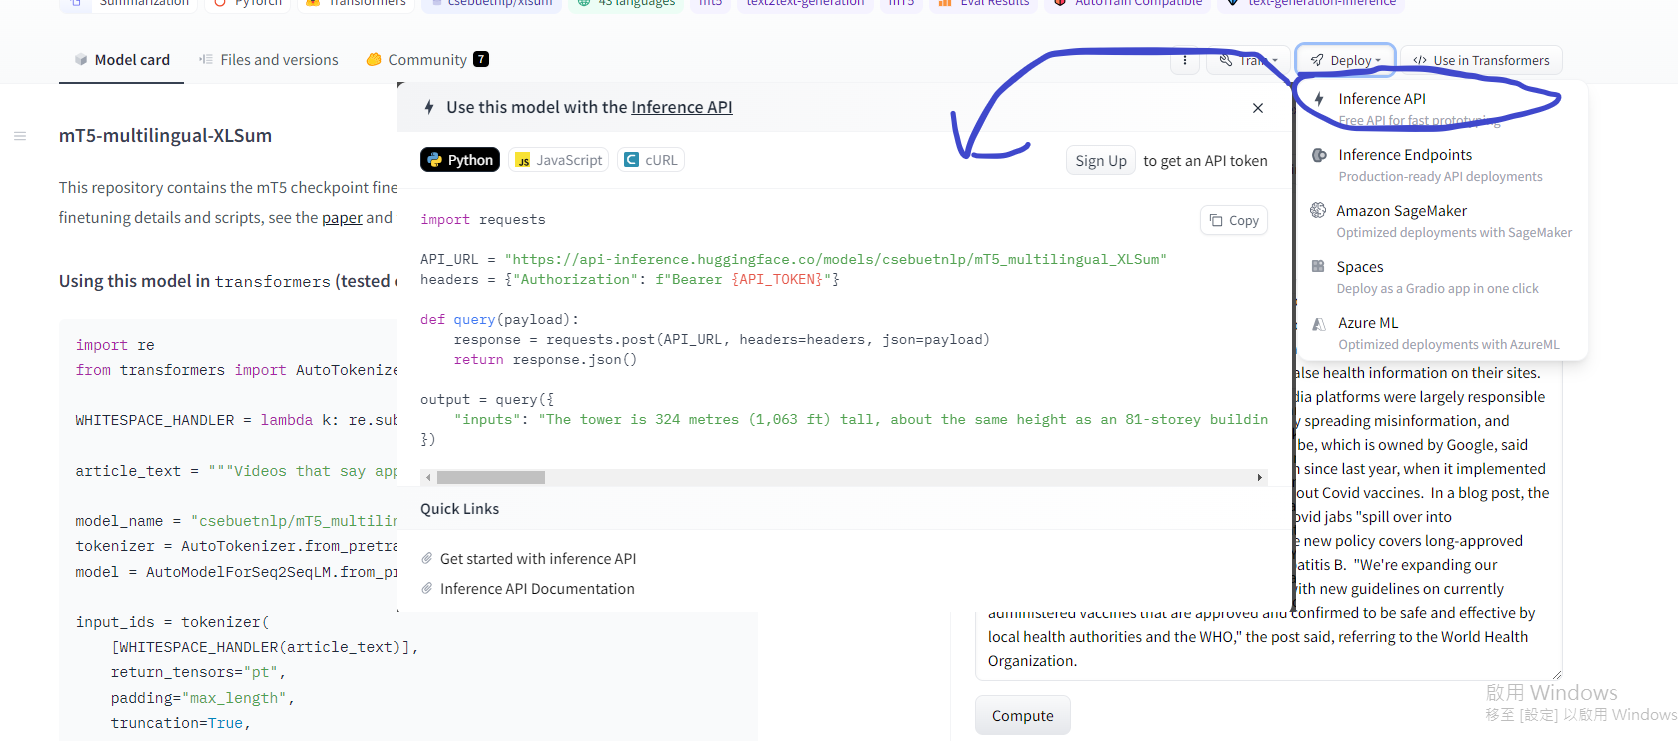 Summarization PyTorch Transformers csebuetnlp/xlsum 43 languages mt5 text2text-generation mT5 Eval Results AutoTrain Compatible text-generation-inference
Model card Files and versions Community 7 Train Deploy </> Use in Transformers
mT5-multilingual-XLSum
This repository contains the mT5 checkpoint fine
finetuning details and scripts, see the paper and
Using this model in transformers (tested
import re
from transformers import AutoTokenize
WHITESPACE_HANDLER = lambda k: re.sub
article_text = """Videos that say app
model_name = "csebuetnlp/mT5_multilin
tokenizer = AutoTokenizer.from_pretra
model = AutoModelForSeq2SeqLM.from_pr
input_ids = tokenizer(
[WHITESPACE_HANDLER(article_text)],
return_tensors="pt",
padding="max_length",
truncation=True,
Use this model with the Inference API
Python JS JavaScript C cURL Sign Up to get an API token
import requests
Copy
API_URL = "https://api-inference.huggingface.co/models/csebuetnlp/mT5_multilingual_XLSum"
headers = {"Authorization": f"Bearer {API_TOKEN}"}
def query(payload):
response = requests.post(API_URL, headers=headers, json=payload)
return response.json()
output = query({
"inputs": "The tower is 324 metres (1,063 ft) tall, about the same height as an 81-storey buildin
})
Quick Links
Get started with inference API
Inference API Documentation
Inference API
Free API for fast prototyping
Inference Endpoints
Production-ready API deployments
Amazon SageMaker
Optimized deployments with SageMaker
Spaces
Deploy as a Gradio app in one click
Azure ML
Optimized deployments with AzureML
alse health information on their sites.
dia platforms were largely responsible
y spreading misinformation, and
be, which is owned by Google, said
n since last year, when it implemented
out Covid vaccines. In a blog post, the
ovid jabs "spill over into
e new policy covers long-approved
atitis B. "We're expanding our
ith new guidelines on currently
administered vaccines that are approved and confirmed to be safe and effective by
local health authorities and the WHO," the post said, referring to the World Health
Organization.
Compute
啟用 Windows
移至 [設定] 以啟用 Windows